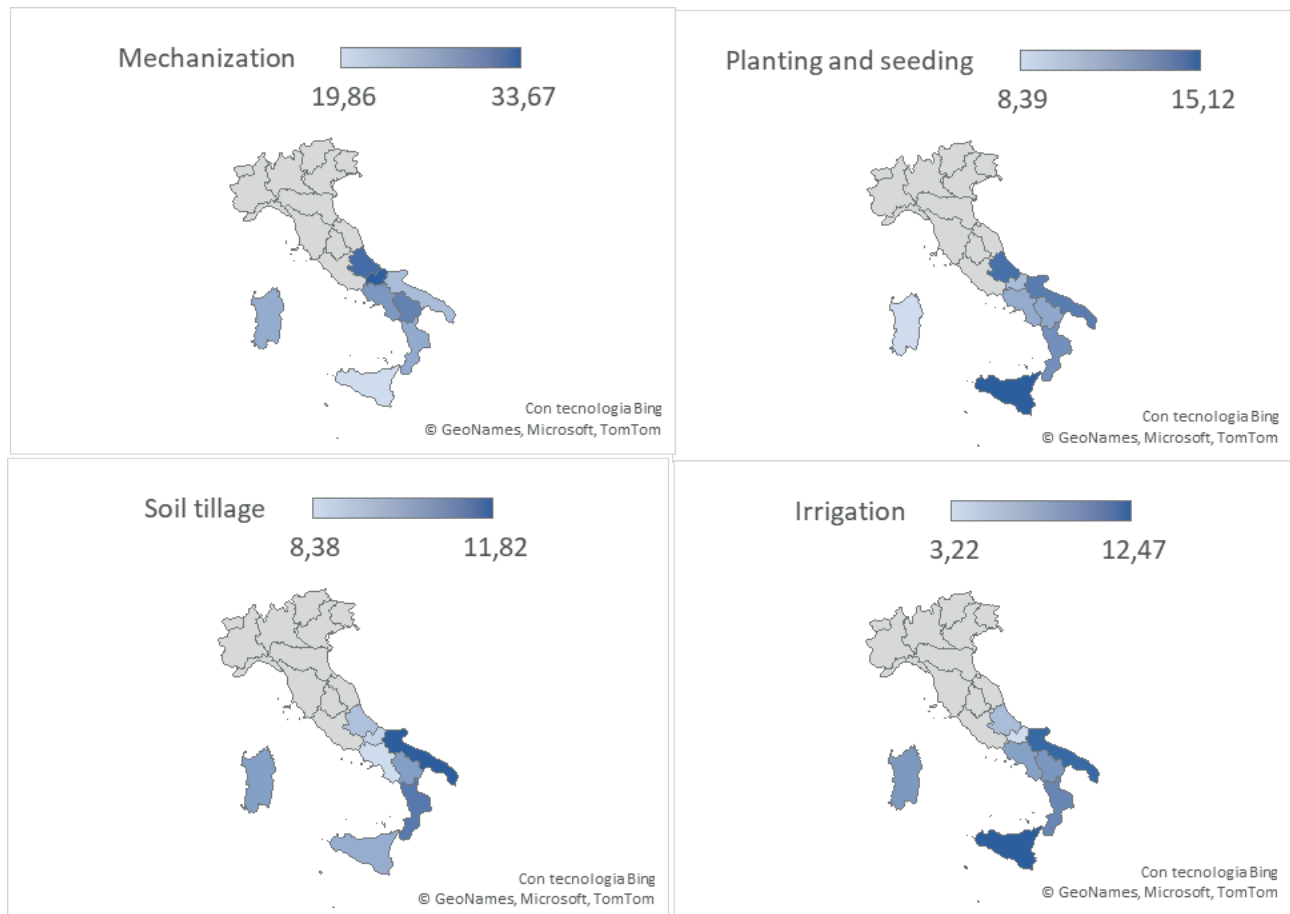 Mechanization
19,86 33,67
Con tecnologia Bing
© GeoNames, Microsoft, TomTom
Planting and seeding
8,39 15,12
Con tecnologia Bing
© GeoNames, Microsoft, TomTom
Soil tillage
8,38 11,82
Con tecnologia Bing
© GeoNames, Microsoft, TomTom
Irrigation
3,22 12,47
Con tecnologia Bing
© GeoNames, Microsoft, TomTom